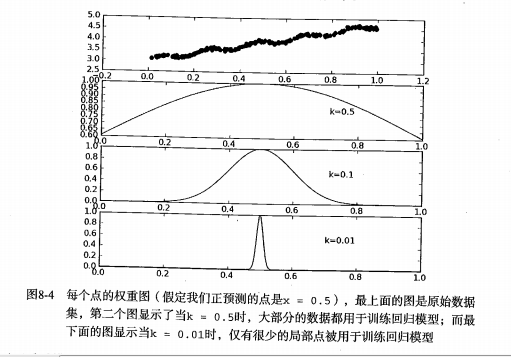 5.0
4.5
4.0
3.5
3.0
2.5
-0.2 0.0 0.2 0.4 0.6 0.8 1.0 1.2
1.00
0.95
0.90
0.85
0.80
0.75
0.70
0.65
0.60
k=0.5
0.0 0.2 0.4 0.6 0.8 1.0
1.0
0.8
0.6
0.4
0.2
0.0
k=0.1
0.0 0.2 0.4 0.6 0.8 1.0
1.0
0.8
0.6
0.4
0.2
0.0
k=0.01
0.0 0.2 0.4 0.6 0.8 1.0
图8-4 每个点的权重图（假定我们正预测的点是x = 0.5），最上面的图是原始数据
集，第二个图显示了当k = 0.5时，大部分的数据都用于训练回归模型；而最
下面的图显示当k = 0.01时，仅有很少的局部点被用于训练回归模型